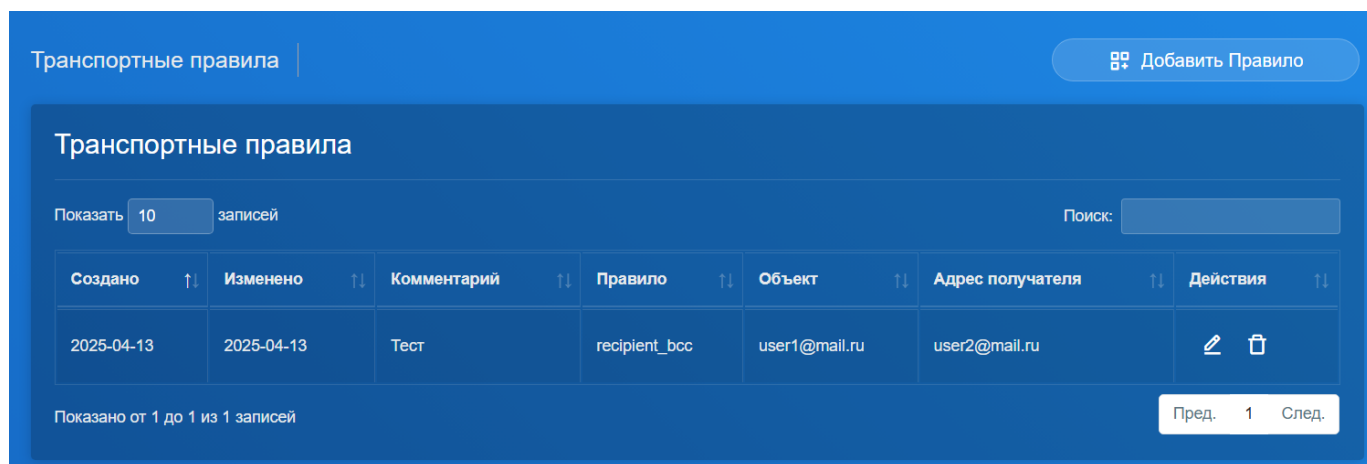 Транспортные правила
Добавить Правило
Транспортные правила
Показать 10 записей
Поиск:
Создано Изменено Комментарий Правило Объект Адрес получателя Действия
2025-04-13 2025-04-13 Тест recipient_bcc user1@mail.ru user2@mail.ru
Показано от 1 до 1 из 1 записей
Пред. 1 След.